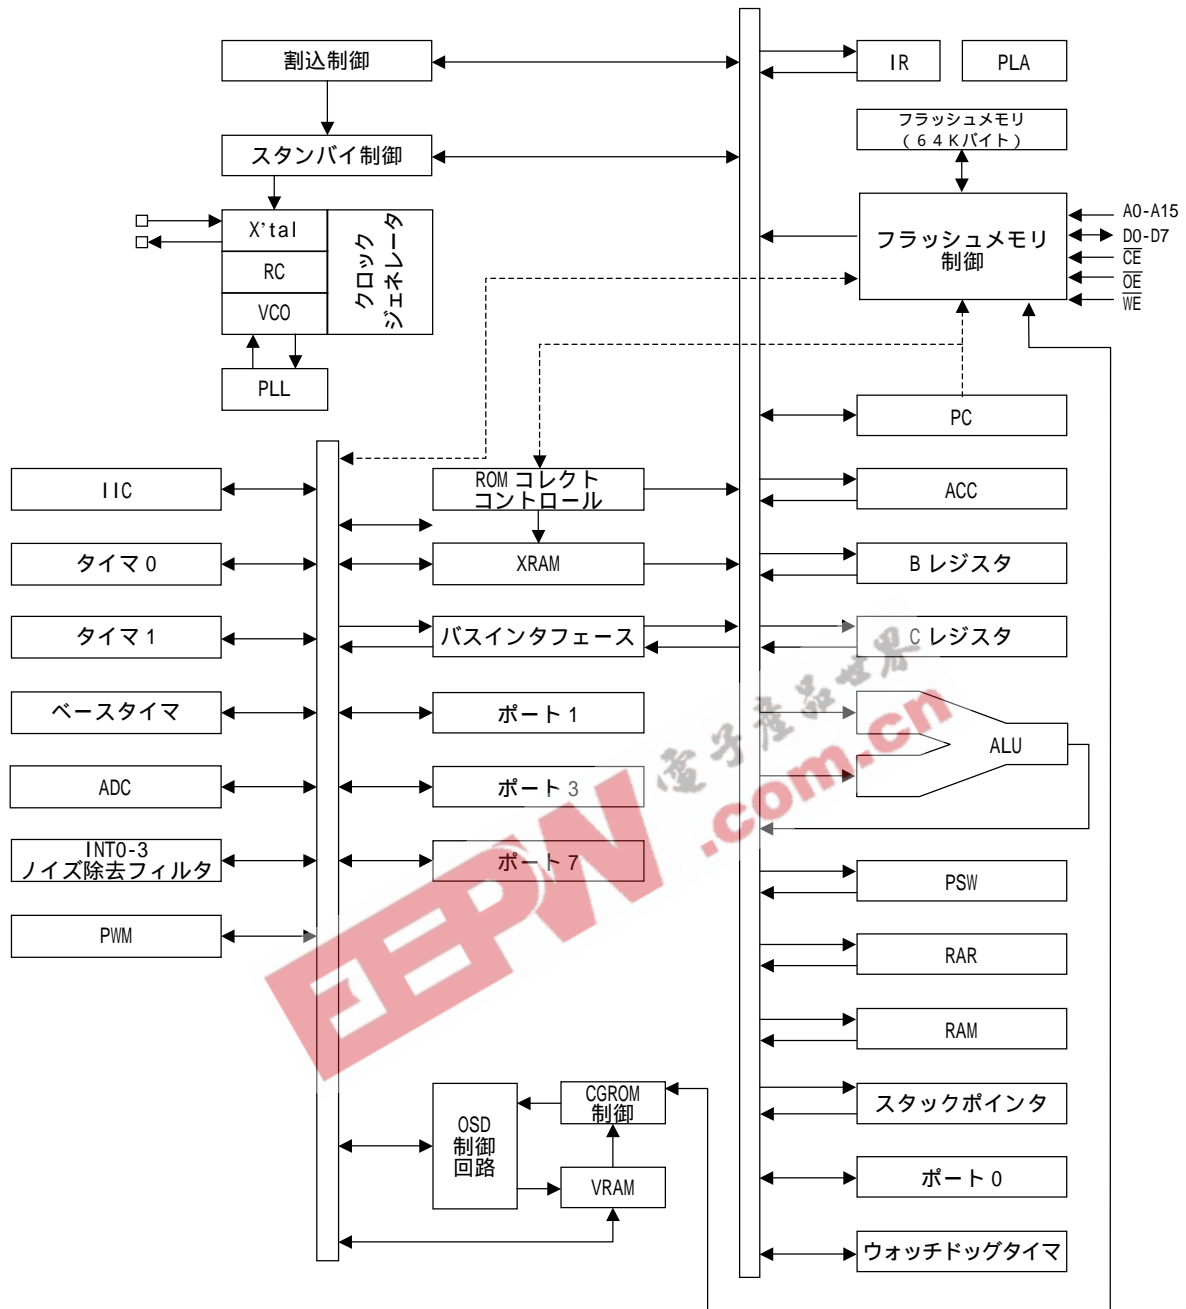 割込制御
IR
PLA
スタンバイ制御
フラッシュメモリ
(64Kバイト)
X'tal
RC
VCO
クロック
ジェネレータ
PLL
フラッシュメモリ
制御
A0-A15
D0-D7
CE
OE
WE
PC
IIC
ROM コレクト
コントロール
ACC
タイマ0
XRAM
Bレジスタ
タイマ1
バスインタフェース
Cレジスタ
ベースタイマ
ポート1
ALU
ADC
ポート3
INT0-3
ノイズ除去フィルタ
ポート7
PSW
PWM
RAR
RAM
OSD
制御
回路
CGROM
制御
VRAM
スタックポインタ
ポート0
ウォッチドッグタイマ
EEPW
.com.cn
電子產品世界